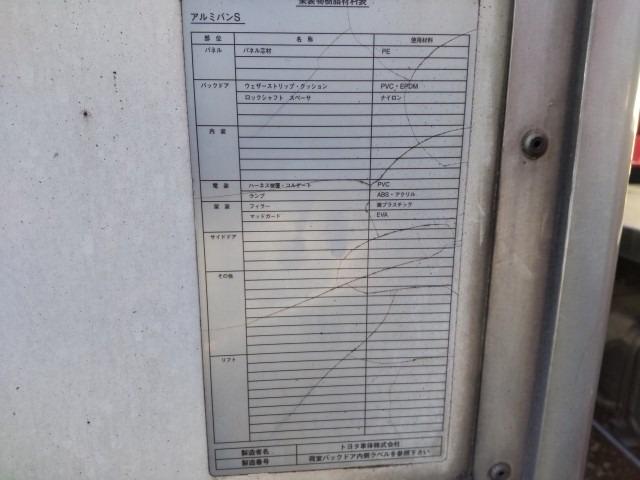 架装物樹脂材料表
アルミバンS
部 位 名 称 使用材料
パネル パネル芯材 PE
バックドア ウェザーストリップ・クッション PVC・EPDM
ロックシャフト スペーサ ナイロン
内 装
電 装 ハーネス被覆・コルゲート PVC
ランプ ABS・アクリル
架 装 フィラー 廃プラスチック
マッドガード EVA
サイドドア
その他
リフト
製造者名 トヨタ車体株式会社
製造番号 荷室バックドア内側ラベルを参照下さい